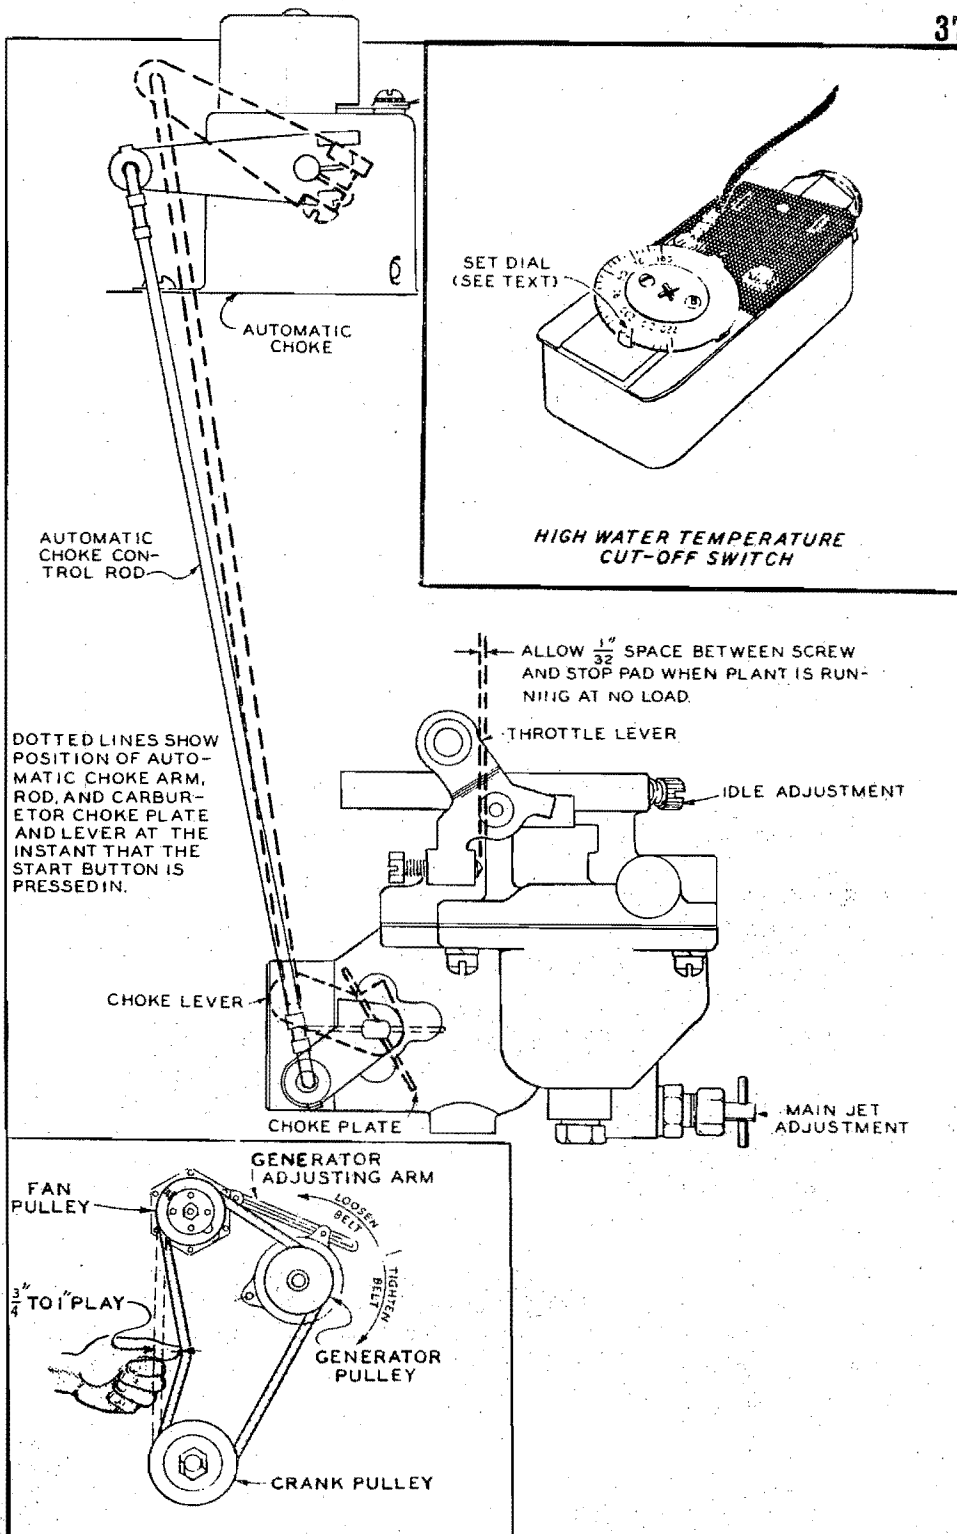 37
SET DIAL
(SEE TEXT)
AUTOMATIC
CHOKE
HIGH WATER TEMPERATURE
CUT-OFF SWITCH
AUTOMATIC
CHOKE CON-
TROL ROD
ALLOW 1/32" SPACE BETWEEN SCREW
AND STOP PAD WHEN PLANT IS RUN-
NING AT NO LOAD.
THROTTLE LEVER
IDLE ADJUSTMENT
DOTTED LINES SHOW
POSITION OF AUTO-
MATIC CHOKE ARM,
ROD, AND CARBUR-
ETOR CHOKE PLATE
AND LEVER AT THE
INSTANT THAT THE
START BUTTON IS
PRESSED IN.
CHOKE LEVER
CHOKE PLATE
MAIN JET
ADJUSTMENT
GENERATOR
ADJUSTING ARM
FAN
PULLEY
LOOSEN
BELT
TIGHTEN
BELT
3/4" TO 1" PLAY
GENERATOR
PULLEY
CRANK PULLEY